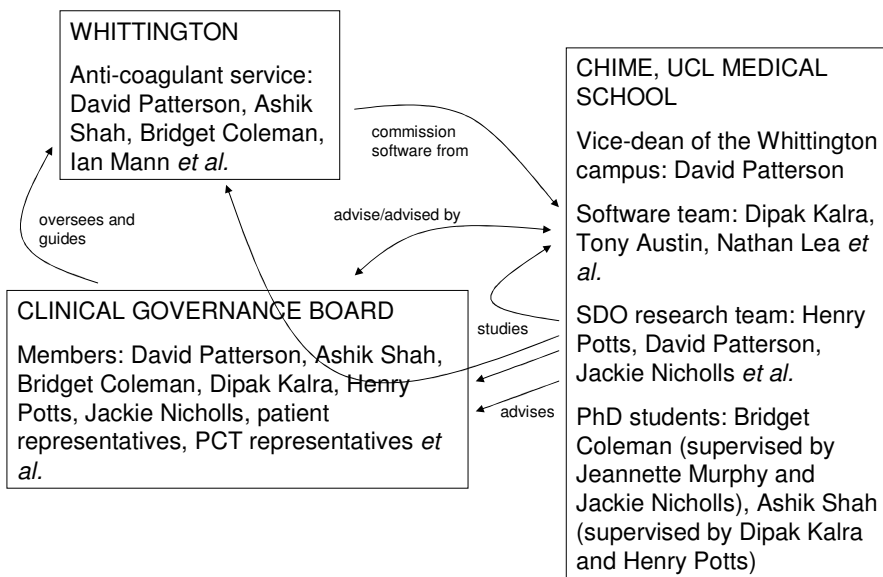 WHITTINGTON
Anti-coagulant service:
David Patterson, Ashik
Shah, Bridget Coleman,
Ian Mann et al.
commission
software from
oversees and
guides
advise/advised by
CLINICAL GOVERNANCE BOARD
Members: David Patterson, Ashik Shah,
Bridget Coleman, Dipak Kalra, Henry
Potts, Jackie Nicholls, patient
representatives, PCT representatives et
al.
studies
advises
CHIME, UCL MEDICAL
SCHOOL
Vice-dean of the Whittington
campus: David Patterson
Software team: Dipak Kalra,
Tony Austin, Nathan Lea et
al.
SDO research team: Henry
Potts, David Patterson,
Jackie Nicholls et al.
PhD students: Bridget
Coleman (supervised by
Jeannette Murphy and
Jackie Nicholls), Ashik Shah
(supervised by Dipak Kalra
and Henry Potts)